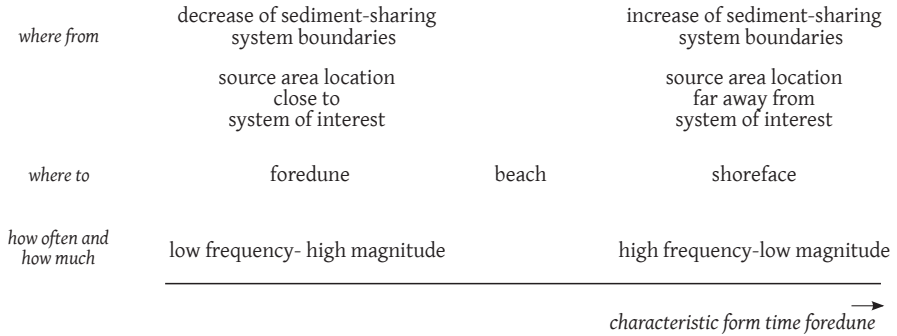 where from
decrease of sediment-sharing
system boundaries
increase of sediment-sharing
system boundaries
source area location
close to
system of interest
source area location
far away from
system of interest
where to
foredune
beach
shoreface
how often and
how much
low frequency- high magnitude
high frequency-low magnitude
characteristic form time foredune